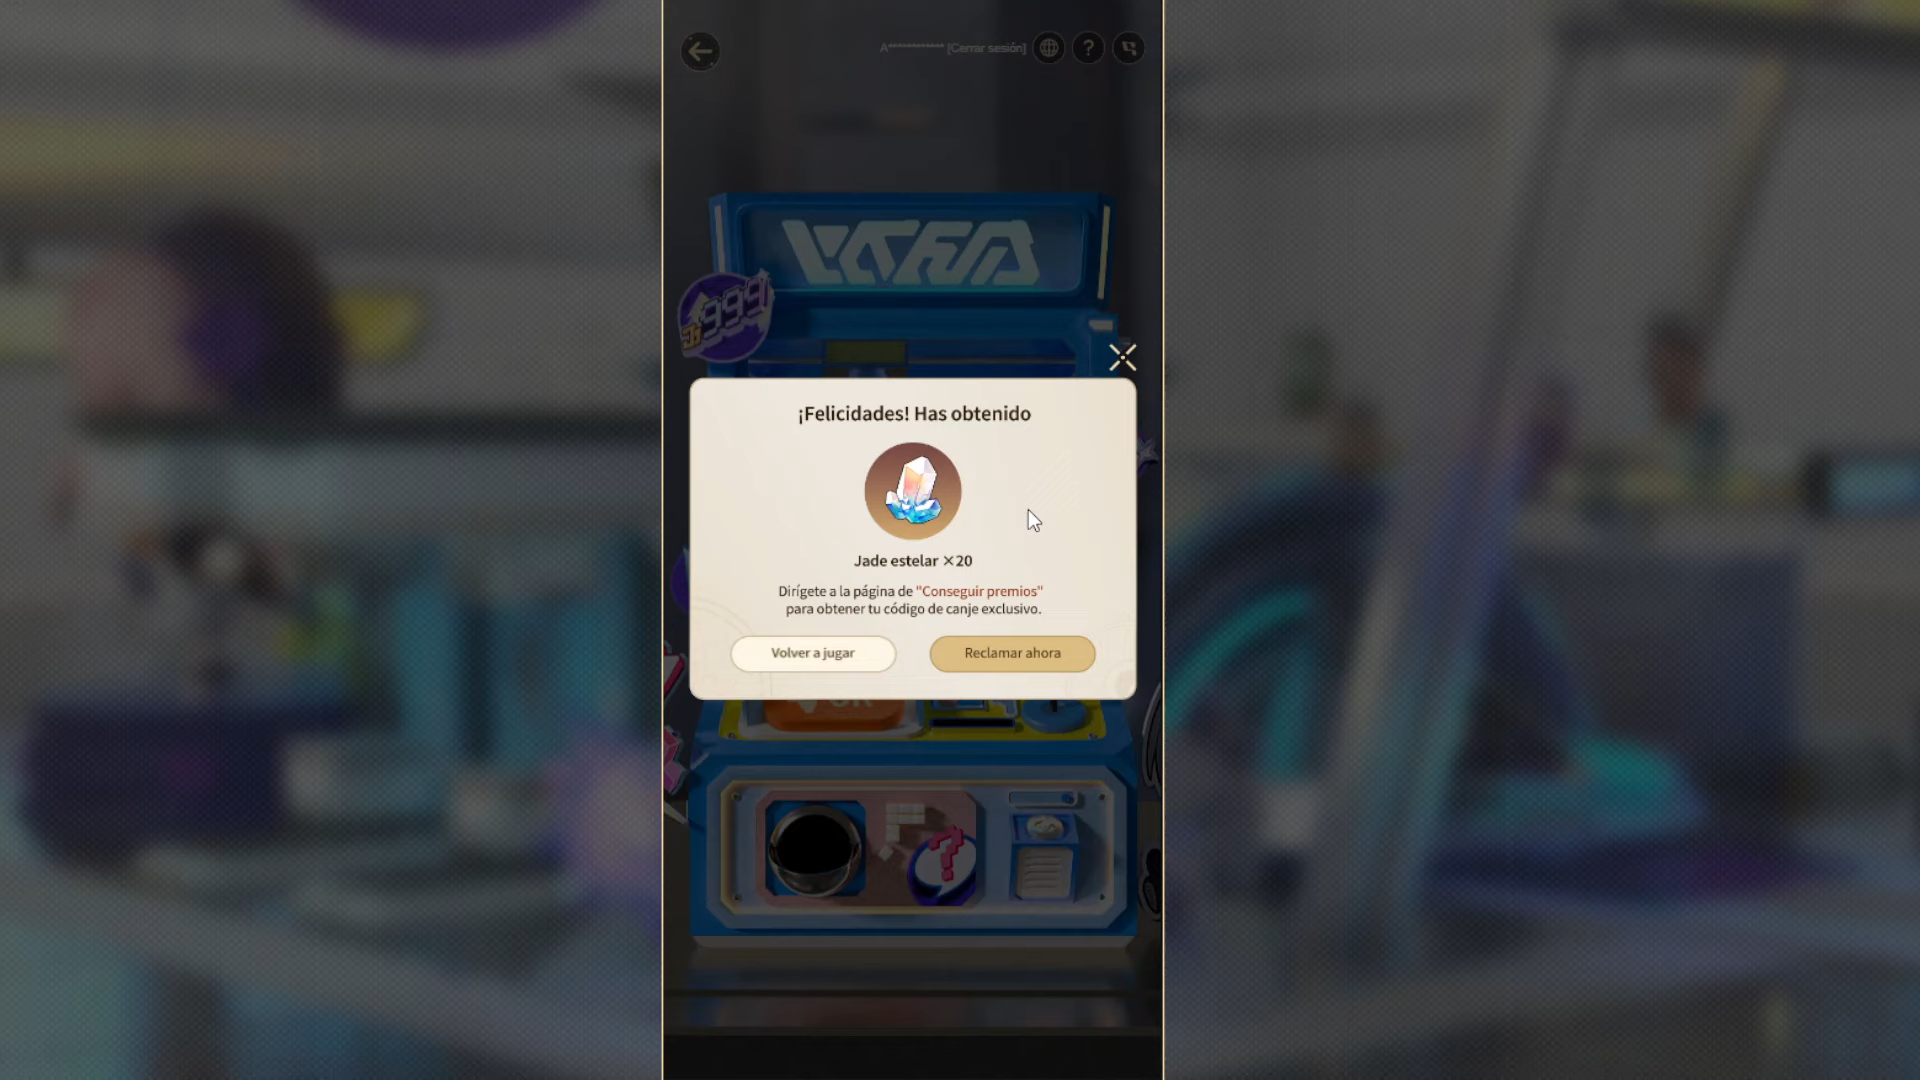 A************ [Cerrar sesión]
?
999
¡Felicidades! Has obtenido
Jade estelar ×20
Dirígete a la página de "Conseguir premios"
para obtener tu código de canje exclusivo.
Volver a jugar
Reclamar ahora
?